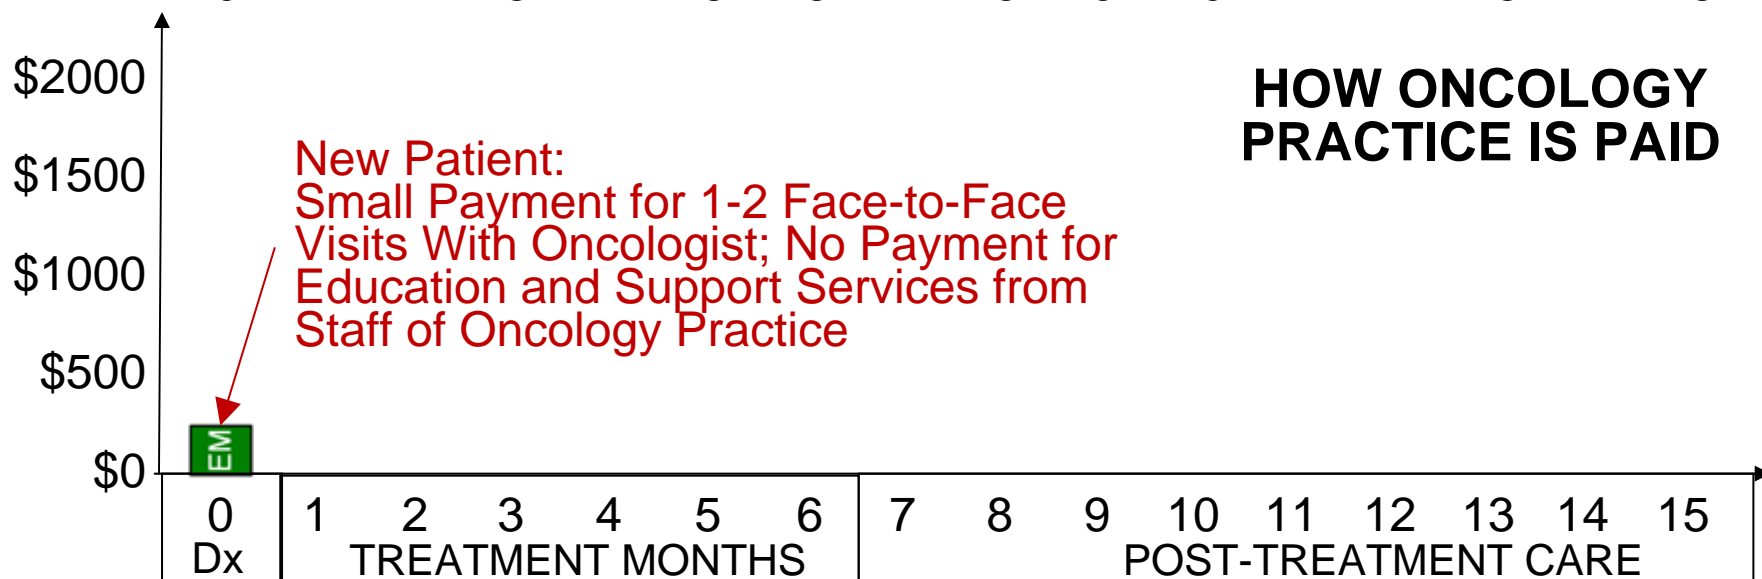 HOW ONCOLOGY
PRACTICE IS PAID
$2000
$1500
$1000
$500
$0
New Patient:
Small Payment for 1-2 Face-to-Face
Visits With Oncologist; No Payment for
Education and Support Services from
Staff of Oncology Practice
EM
0 1 2 3 4 5 6 7 8 9 10 11 12 13 14 15
Dx TREATMENT MONTHS POST-TREATMENT CARE